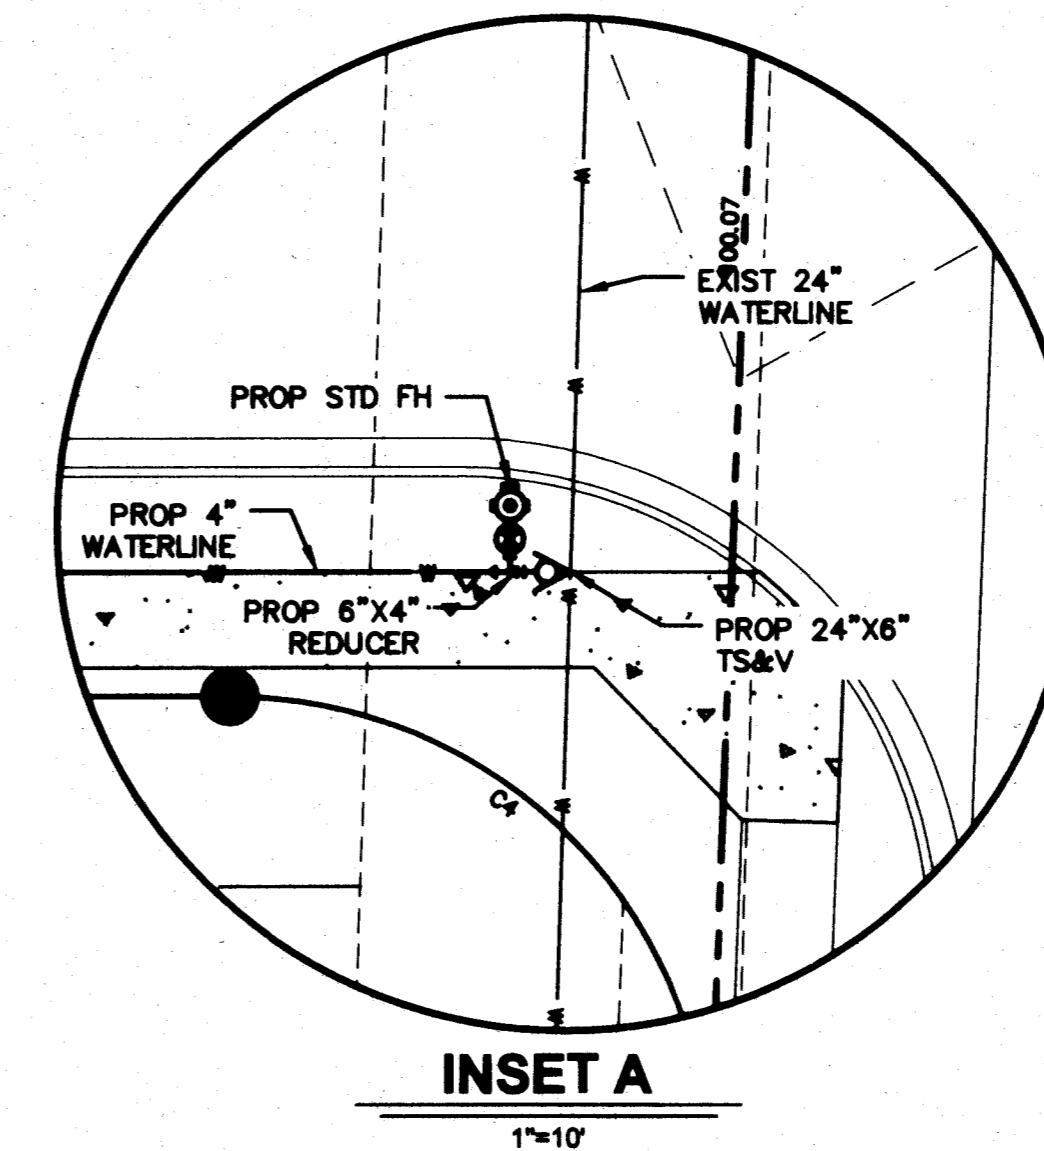 EXIST 24"
WATERLINE
PROP STD FH
PROP 4"
WATERLINE
W
W
W
W
W
W
W
PROP 6"X4"
REDUCER
PROP 24"X6"
TS&V
C4
INSET A
1"=10'